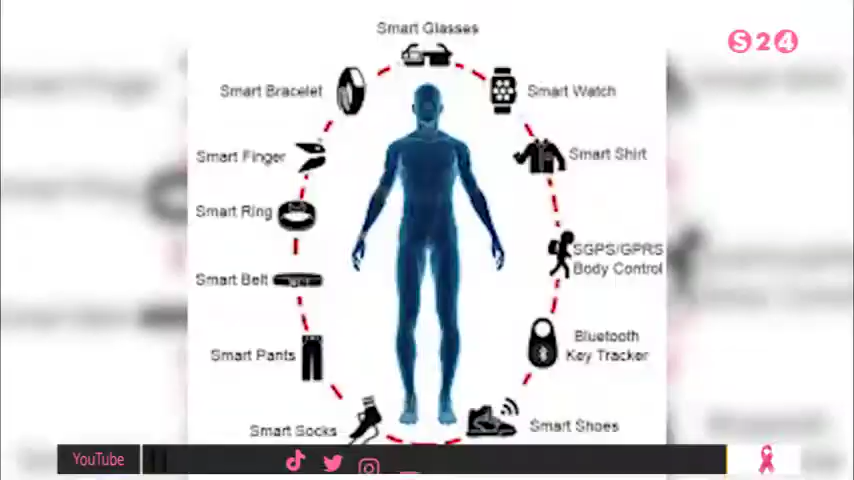 Smart Glasses
S24
Smart Bracelet
Smart Watch
Smart Finger
Smart Shirt
Smart Ring
SGPS/GPRS
Body Control
Smart Belt
Bluetooth
Key Tracker
Smart Pants
Smart Socks
Smart Shoes
YouTube